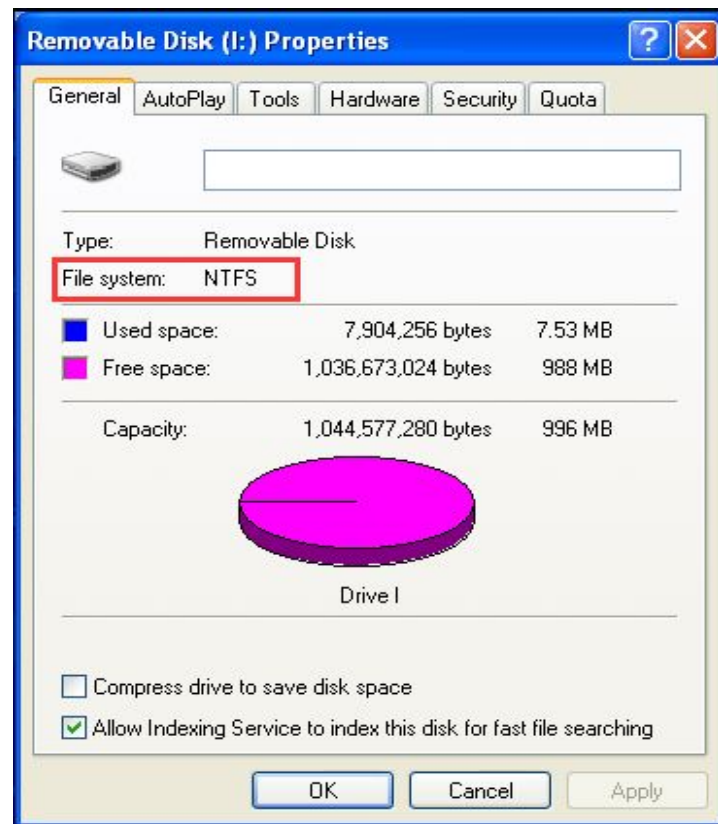 Removable Disk (I:) Properties
General AutoPlay Tools Hardware Security Quota
Type: Removable Disk
File system: NTFS
Used space: 7,904,256 bytes 7.53 MB
Free space: 1,036,673,024 bytes 988 MB
Capacity: 1,044,577,280 bytes 996 MB
Drive I
Compress drive to save disk space
Allow Indexing Service to index this disk for fast file searching
OK Cancel Apply